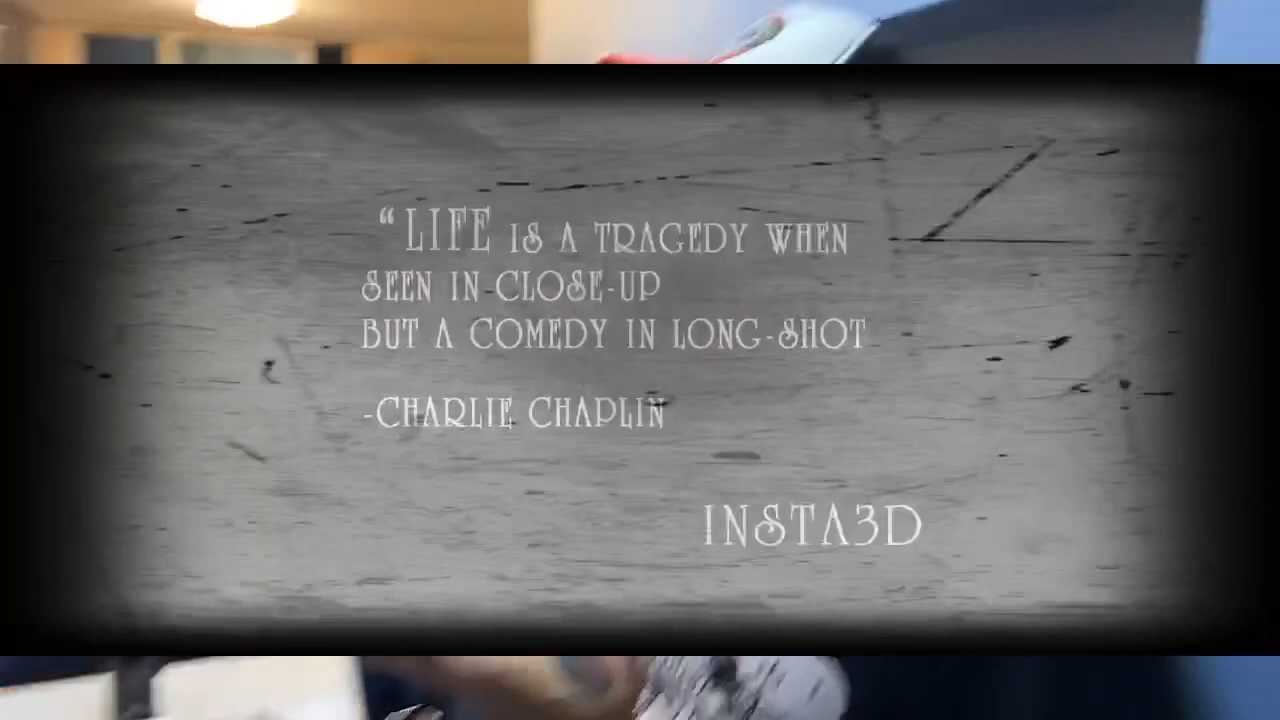 “LIFE IS A TRAGEDY WHEN
SEEN IN CLOSE-UP
BUT A COMEDY IN LONG-SHOT
-CHARLIE CHAPLIN
INSTA3D